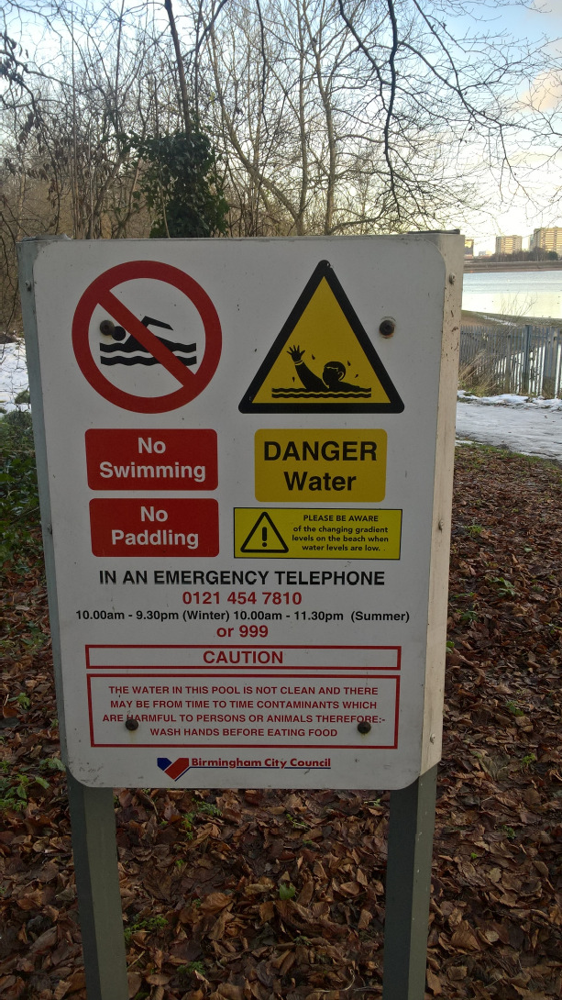 No
Swimming
DANGER
Water
No
Paddling
PLEASE BE AWARE
of the changing gradient
levels on the beach when
water levels are low.
IN AN EMERGENCY TELEPHONE
0121 454 7810
10.00am - 9.30pm (Winter) 10.00am - 11.30pm (Summer)
or 999
CAUTION
THE WATER IN THIS POOL IS NOT CLEAN AND THERE
MAY BE FROM TIME TO TIME CONTAMINANTS WHICH
ARE HARMFUL TO PERSONS OR ANIMALS THEREFORE:-
WASH HANDS BEFORE EATING FOOD
Birmingham City Council